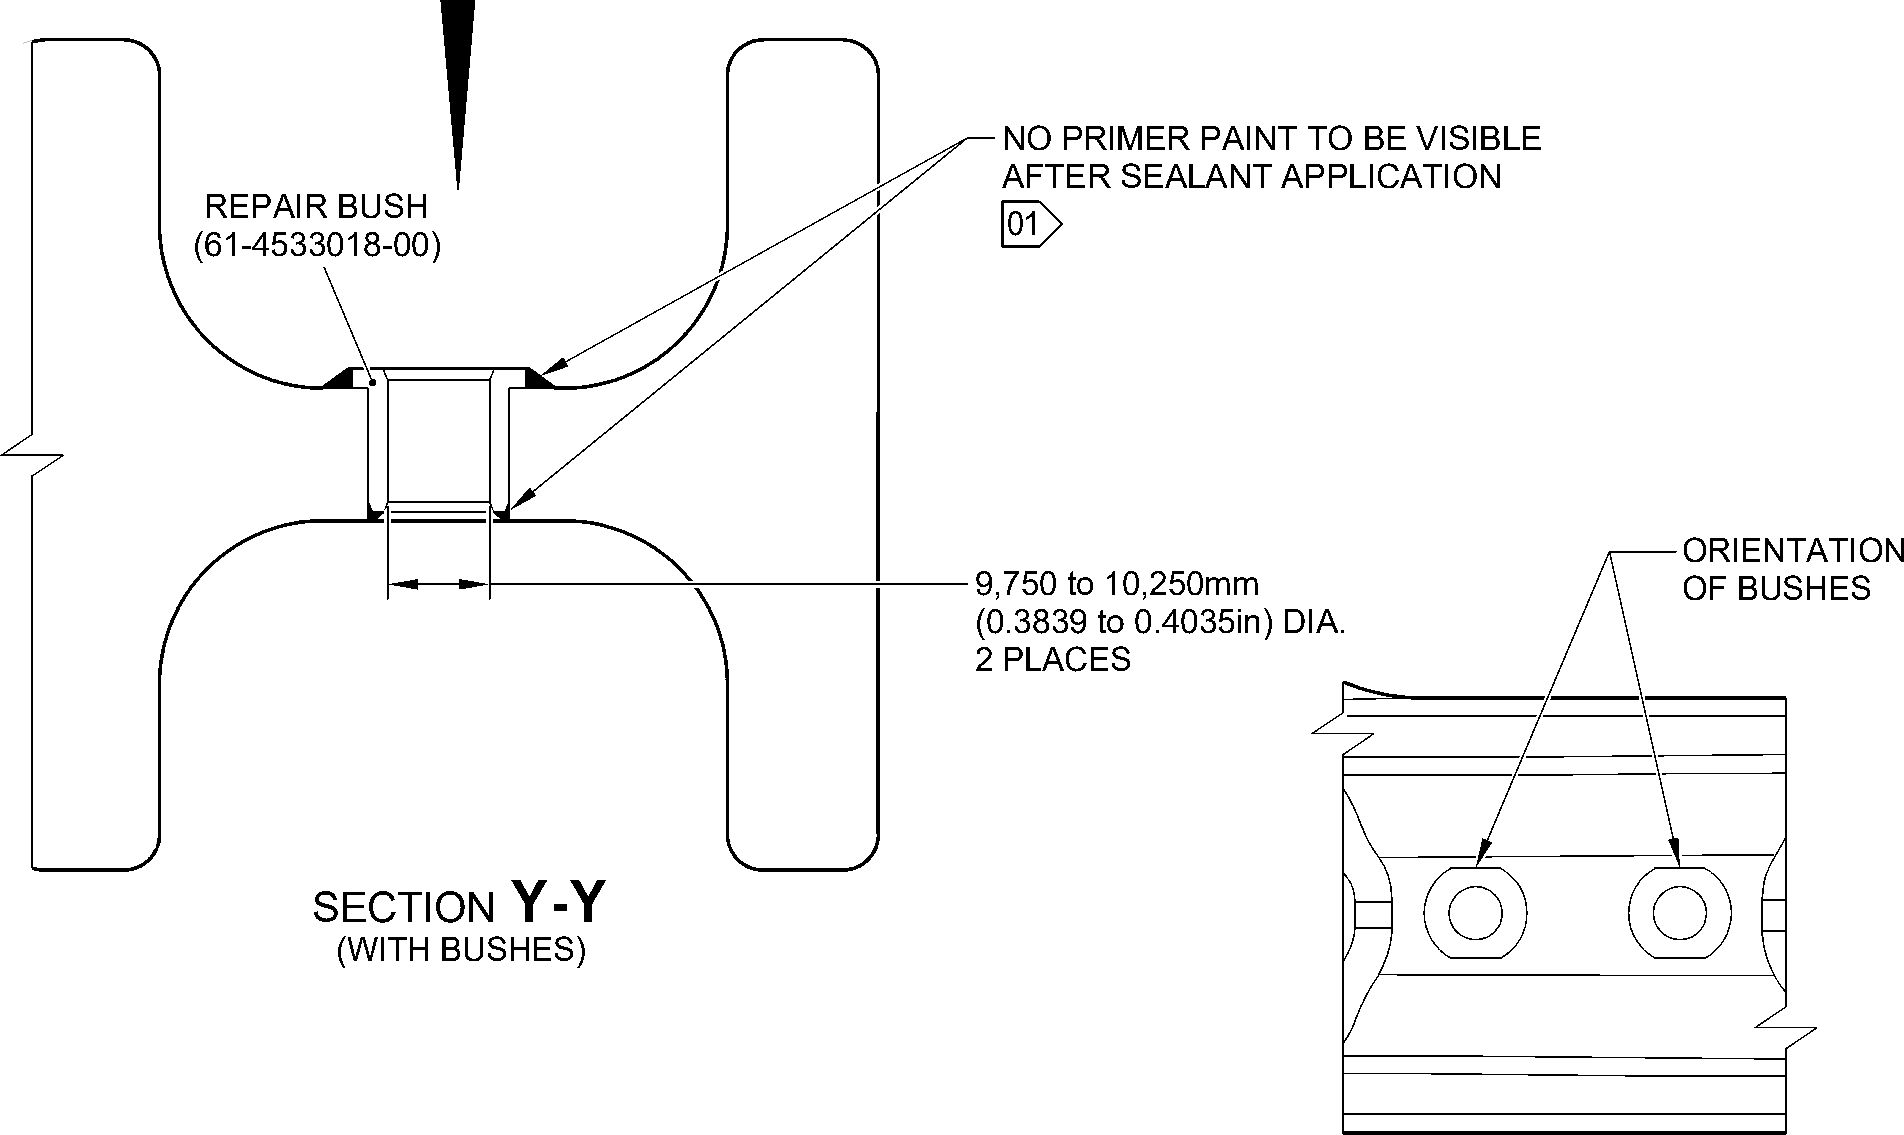 NO PRIMER PAINT TO BE VISIBLE
AFTER SEALANT APPLICATION
01
REPAIR BUSH
(61-4533018-00)
9,750 to 10,250mm
(0.3839 to 0.4035in) DIA.
2 PLACES
ORIENTATION
OF BUSHES
SECTION Y-Y
(WITH BUSHES)